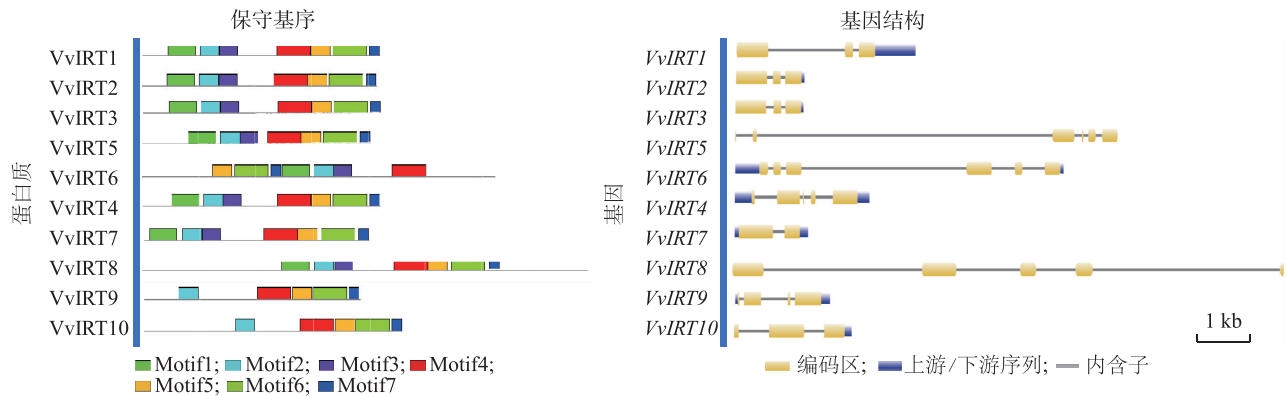 保守基序
VvIRT1
VvIRT2
VvIRT3
VvIRT5
VvIRT6
VvIRT4
VvIRT7
VvIRT8
VvIRT9
VvIRT10
蛋白质
Motif1; Motif2; Motif3; Motif4;
Motif5; Motif6; Motif7
基因结构
VvIRT1
VvIRT2
VvIRT3
VvIRT5
VvIRT6
VvIRT4
VvIRT7
VvIRT8
VvIRT9
VvIRT10
基因
1 kb
编码区; 上游/下游序列; 内含子